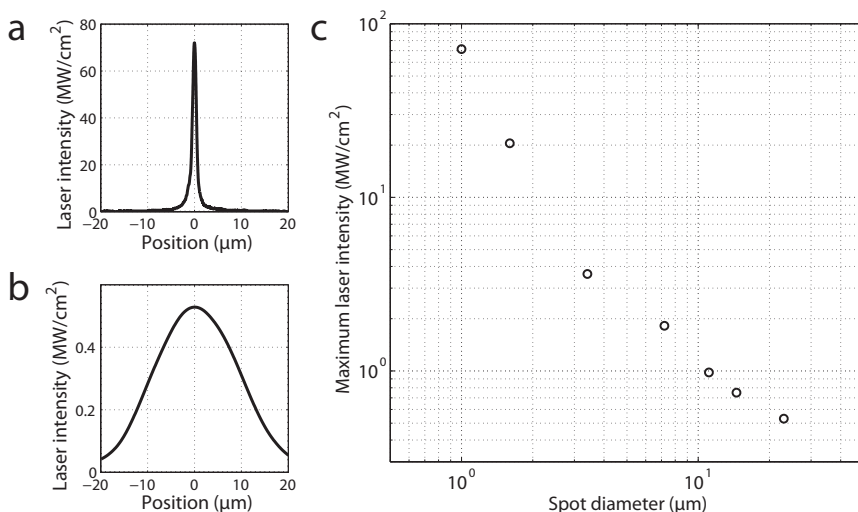 a
80
60
40
20
0
−20 −10 0 10 20
Position (µm)
Laser intensity (MW/cm²)
b
0.4
0.2
0
−20 −10 0 10 20
Position (µm)
Laser intensity (MW/cm²)
c
10²
10¹
10⁰
10⁰ 10¹
Spot diameter (µm)
Maximum laser intensity (MW/cm²)